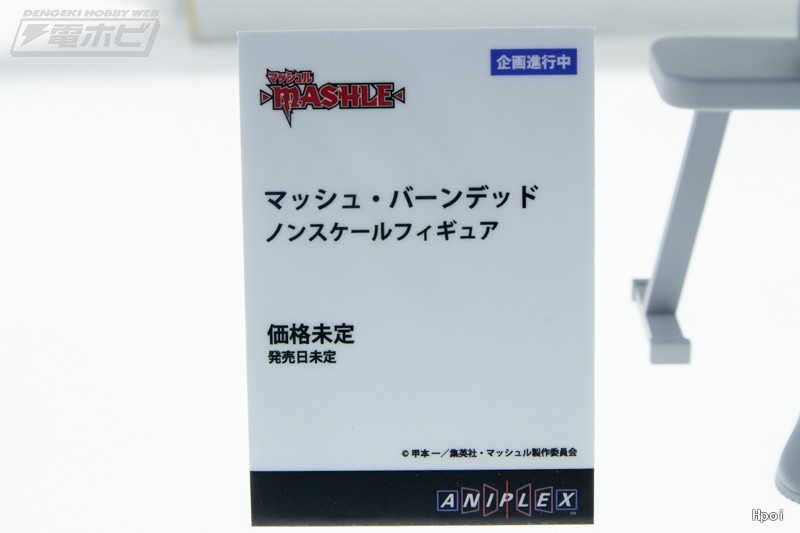 DENGEKI HOBBY WEB
電ホビ
企画進行中
マッシュル
MASHLE
マッシュ・バーンデッド
ノンスケールフィギュア
価格未定
発売日未定
© 甲本 一／集英社・マッシュル製作委員会
ANIPLEX
Hpoi